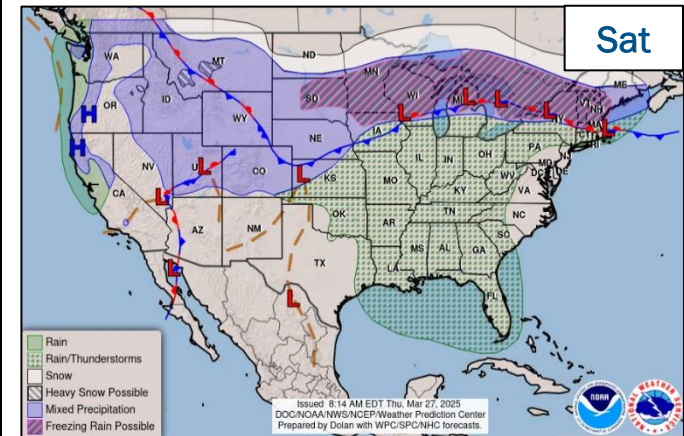 Sat
WA
MT
ND
MN
ME
OR
ID
SD
WI
MI
VT
NH
WY
NY
MA
NE
IA
CT
RI
NV
UT
CO
IL
IN
OH
PA
NJ
MD
DE
DC
CA
KS
MO
KY
WV
VA
AZ
NM
OK
AR
TN
NC
SC
TX
LA
MS
AL
GA
FL
H
H
L
L
L
L
L
L
L
L
L
L
Rain
Rain/Thunderstorms
Snow
Heavy Snow Possible
Mixed Precipitation
Freezing Rain Possible
Issued 8:14 AM EDT Thu, Mar 27, 2025
DOC/NOAA/NWS/NCEP/Weather Prediction Center
Prepared by Dolan with WPC/SPC/NHC forecasts.
NOAA
NATIONAL WEATHER SERVICE